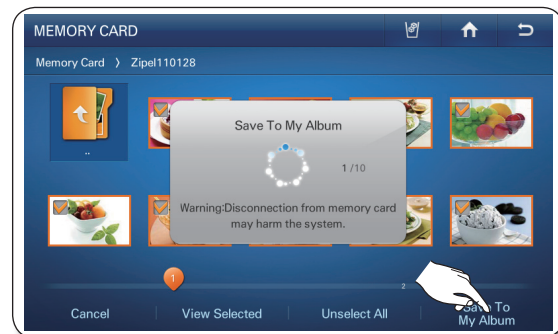 MEMORY CARD
Memory Card > Zipel110128
..
Save To My Album
1 /10
Warning:Disconnection from memory card
may harm the system.
1
2
Cancel
View Selected
Unselect All
Save To
My Album